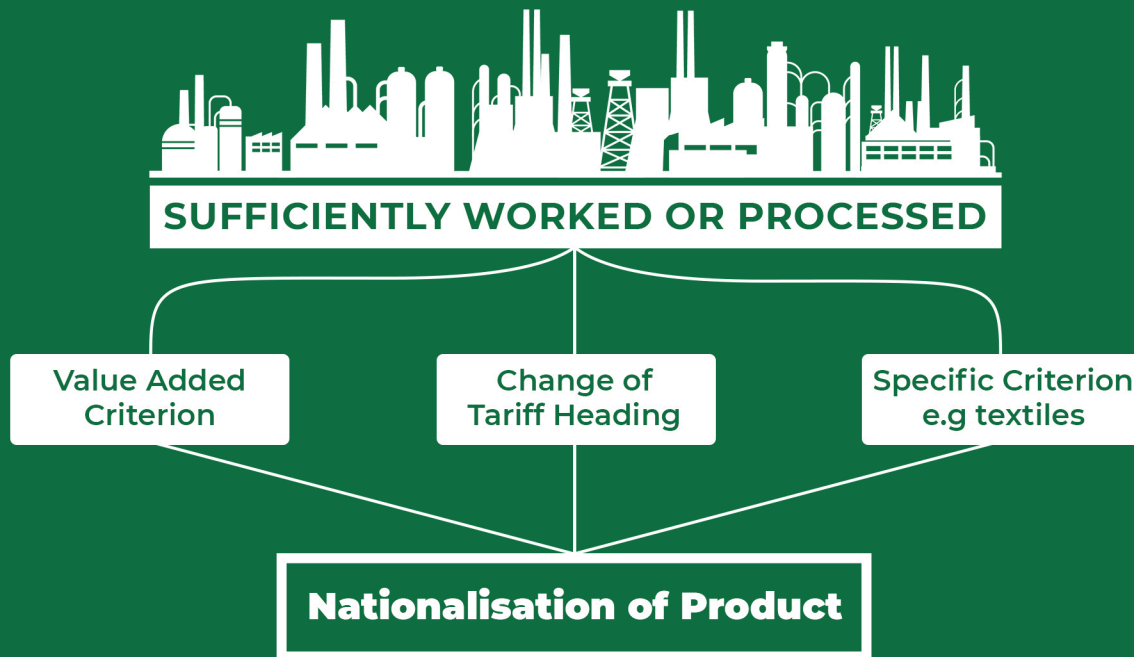 SUFFICIENTLY WORKED OR PROCESSED
Value Added
Criterion
Change of
Tariff Heading
Specific Criterion
e.g textiles
Nationalisation of Product